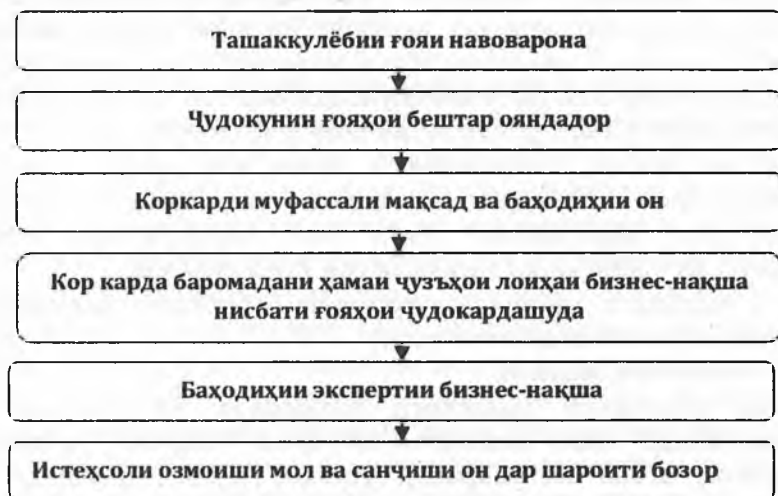 Ташаккулёбии ғояи навоварона
Ҷудокунин ғояҳои бештар ояндадор
Коркарди муфассали мақсад ва баҳодиҳии он
Кор карда баромадани ҳамаи ҷузъҳои лоиҳаи бизнес-нақша
нисбати ғояҳои ҷудокардашуда
Баҳодиҳии экспертии бизнес-нақша
Истеҳсоли озмоиши мол ва санҷиши он дар шароити бозор